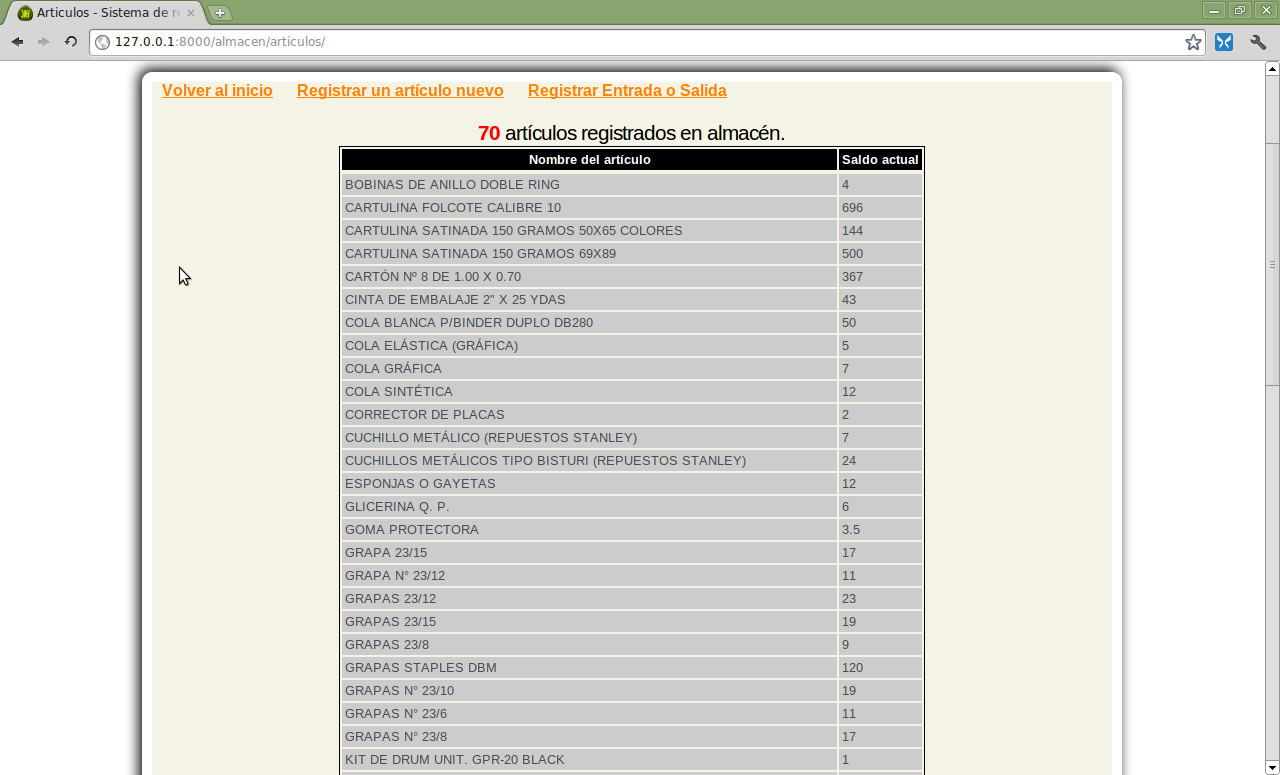 Articulos - Sistema de r
127.0.0.1:8000/almacen/articulos/
Volver al inicio Registrar un artículo nuevo Registrar Entrada o Salida
70 artículos registrados en almacén.
Nombre del artículo Saldo actual
BOBINAS DE ANILLO DOBLE RING 4
CARTULINA FOLCOTE CALIBRE 10 696
CARTULINA SATINADA 150 GRAMOS 50X65 COLORES 144
CARTULINA SATINADA 150 GRAMOS 69X89 500
CARTÓN Nº 8 DE 1.00 X 0.70 367
CINTA DE EMBALAJE 2" X 25 YDAS 43
COLA BLANCA P/BINDER DUPLO DB280 50
COLA ELÁSTICA (GRÁFICA) 5
COLA GRÁFICA 7
COLA SINTÉTICA 12
CORRECTOR DE PLACAS 2
CUCHILLO METÁLICO (REPUESTOS STANLEY) 7
CUCHILLOS METÁLICOS TIPO BISTURI (REPUESTOS STANLEY) 24
ESPONJAS O GAYETAS 12
GLICERINA Q. P. 6
GOMA PROTECTORA 3.5
GRAPA 23/15 17
GRAPA N° 23/12 11
GRAPAS 23/12 23
GRAPAS 23/15 19
GRAPAS 23/8 9
GRAPAS STAPLES DBM 120
GRAPAS N° 23/10 19
GRAPAS N° 23/6 11
GRAPAS N° 23/8 17
KIT DE DRUM UNIT. GPR-20 BLACK 1